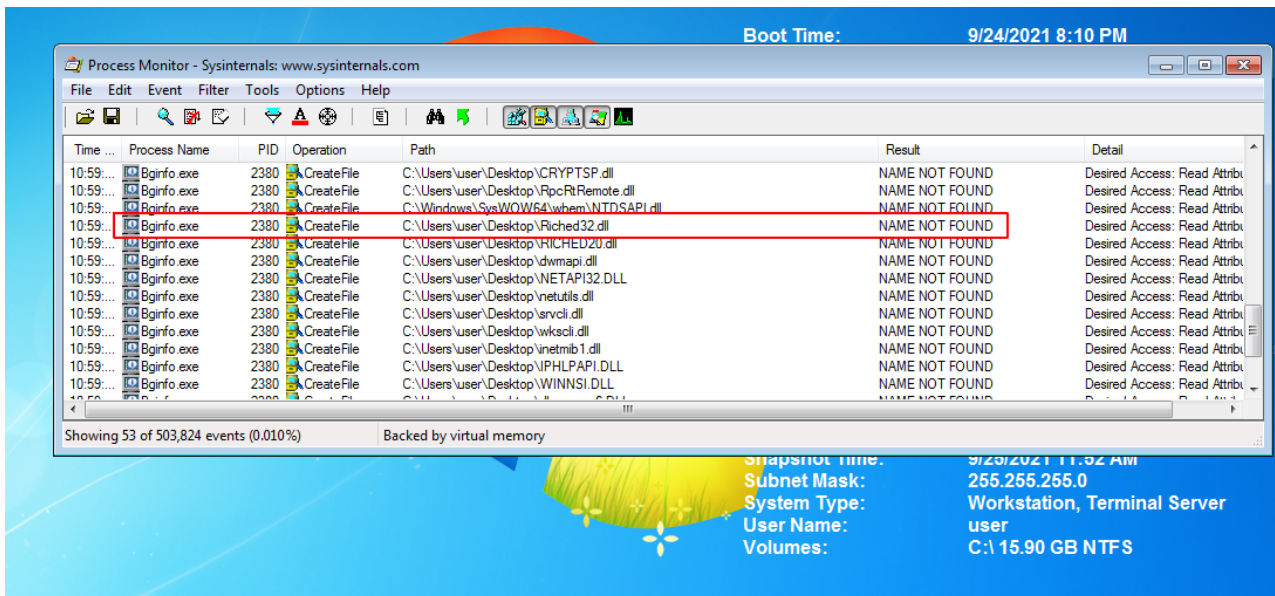 Boot Time: 9/24/2021 8:10 PM
Process Monitor - Sysinternals: www.sysinternals.com
File Edit Event Filter Tools Options Help
Time ... Process Name PID Operation Path Result Detail
10:59:... Bginfo.exe 2380 CreateFile C:\Users\user\Desktop\CRYPTSP.dll NAME NOT FOUND Desired Access: Read Attribu
10:59:... Bginfo.exe 2380 CreateFile C:\Users\user\Desktop\RpcRtRemote.dll NAME NOT FOUND Desired Access: Read Attribu
10:59:... Bginfo.exe 2380 CreateFile C:\Windows\SysWOW64\wbem\NTDSAPI.dll NAME NOT FOUND Desired Access: Read Attribu
10:59:... Bginfo.exe 2380 CreateFile C:\Users\user\Desktop\Riched32.dll NAME NOT FOUND Desired Access: Read Attribu
10:59:... Bginfo.exe 2380 CreateFile C:\Users\user\Desktop\RICHED20.dll NAME NOT FOUND Desired Access: Read Attribu
10:59:... Bginfo.exe 2380 CreateFile C:\Users\user\Desktop\dwmapi.dll NAME NOT FOUND Desired Access: Read Attribu
10:59:... Bginfo.exe 2380 CreateFile C:\Users\user\Desktop\NETAPI32.DLL NAME NOT FOUND Desired Access: Read Attribu
10:59:... Bginfo.exe 2380 CreateFile C:\Users\user\Desktop\netutils.dll NAME NOT FOUND Desired Access: Read Attribu
10:59:... Bginfo.exe 2380 CreateFile C:\Users\user\Desktop\srvcli.dll NAME NOT FOUND Desired Access: Read Attribu
10:59:... Bginfo.exe 2380 CreateFile C:\Users\user\Desktop\wkscli.dll NAME NOT FOUND Desired Access: Read Attribu
10:59:... Bginfo.exe 2380 CreateFile C:\Users\user\Desktop\inetmib1.dll NAME NOT FOUND Desired Access: Read Attribu
10:59:... Bginfo.exe 2380 CreateFile C:\Users\user\Desktop\IPHLPAPI.DLL NAME NOT FOUND Desired Access: Read Attribu
10:59:... Bginfo.exe 2380 CreateFile C:\Users\user\Desktop\WINNSI.DLL NAME NOT FOUND Desired Access: Read Attribu
Showing 53 of 503,824 events (0.010%) Backed by virtual memory
Snapshot Time: 9/25/2021 11:52 AM
Subnet Mask: 255.255.255.0
System Type: Workstation, Terminal Server
User Name: user
Volumes: C:\ 15.90 GB NTFS